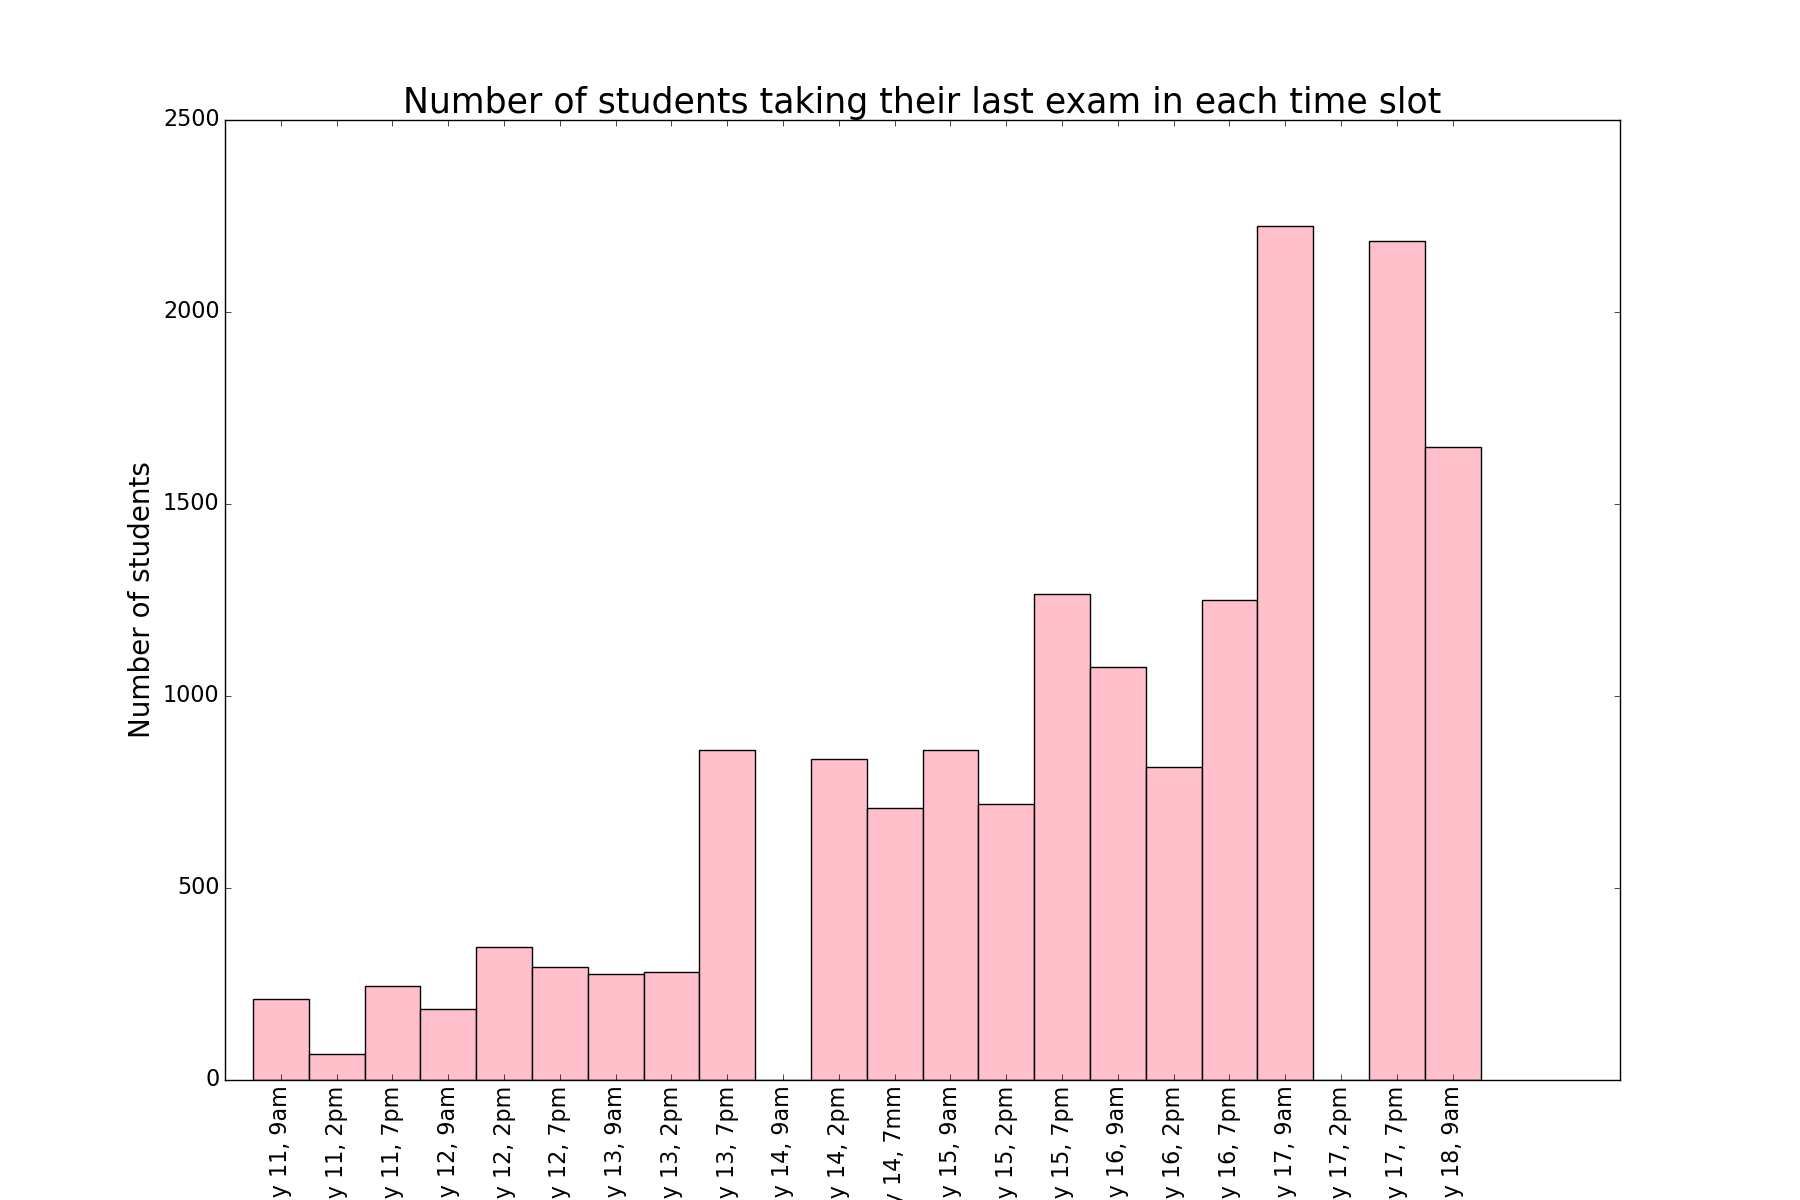 Number of students taking their last exam in each time slot
Number of students
2500
2000
1500
1000
500
0
y 11, 9am
y 11, 2pm
y 11, 7pm
y 12, 9am
y 12, 2pm
y 12, 7pm
y 13, 9am
y 13, 2pm
y 13, 7pm
y 14, 9am
y 14, 2pm
y 14, 7mm
y 15, 9am
y 15, 2pm
y 15, 7pm
y 16, 9am
y 16, 2pm
y 16, 7pm
y 17, 9am
y 17, 2pm
y 17, 7pm
y 18, 9am